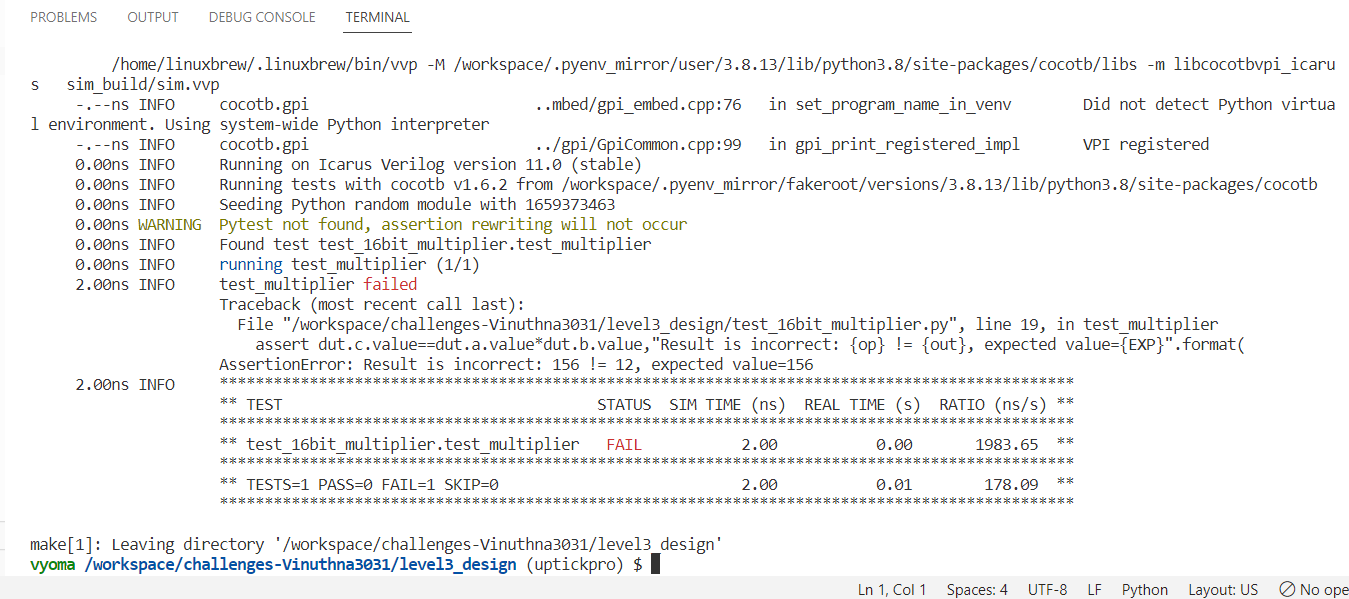 PROBLEMS OUTPUT DEBUG CONSOLE TERMINAL
/home/linuxbrew/.linuxbrew/bin/vvp -M /workspace/.pyenv_mirror/user/3.8.13/lib/python3.8/site-packages/cocotb/libs -m libcocotbvpi_icaru
s   sim_build/sim.vvp
-.--ns INFO     cocotb.gpi                         ..mbed/gpi_embed.cpp:76   in set_program_name_in_venv        Did not detect Python virtua
l environment. Using system-wide Python interpreter
-.--ns INFO     cocotb.gpi                         ../gpi/GpiCommon.cpp:99   in gpi_print_registered_impl       VPI registered
0.00ns INFO     Running on Icarus Verilog version 11.0 (stable)
0.00ns INFO     Running tests with cocotb v1.6.2 from /workspace/.pyenv_mirror/fakeroot/versions/3.8.13/lib/python3.8/site-packages/cocotb
0.00ns INFO     Seeding Python random module with 1659373463
0.00ns WARNING  Pytest not found, assertion rewriting will not occur
0.00ns INFO     Found test test_16bit_multiplier.test_multiplier
0.00ns INFO     running test_multiplier (1/1)
2.00ns INFO     test_multiplier failed
Traceback (most recent call last):
File "/workspace/challenges-Vinuthna3031/level3_design/test_16bit_multiplier.py", line 19, in test_multiplier
assert dut.c.value==dut.a.value*dut.b.value,"Result is incorrect: {op} != {out}, expected value={EXP}".format(
AssertionError: Result is incorrect: 156 != 12, expected value=156
2.00ns INFO     **********************************************************************************************
** TEST                                    STATUS  SIM TIME (ns)  REAL TIME (s)  RATIO (ns/s) **
**********************************************************************************************
** test_16bit_multiplier.test_multiplier   FAIL           2.00           0.00       1983.65  **
**********************************************************************************************
** TESTS=1 PASS=0 FAIL=1 SKIP=0                           2.00           0.01        178.09  **
**********************************************************************************************
make[1]: Leaving directory '/workspace/challenges-Vinuthna3031/level3_design'
vyoma /workspace/challenges-Vinuthna3031/level3_design (uptickpro) $
Ln 1, Col 1 Spaces: 4 UTF-8 LF Python Layout: US No ope